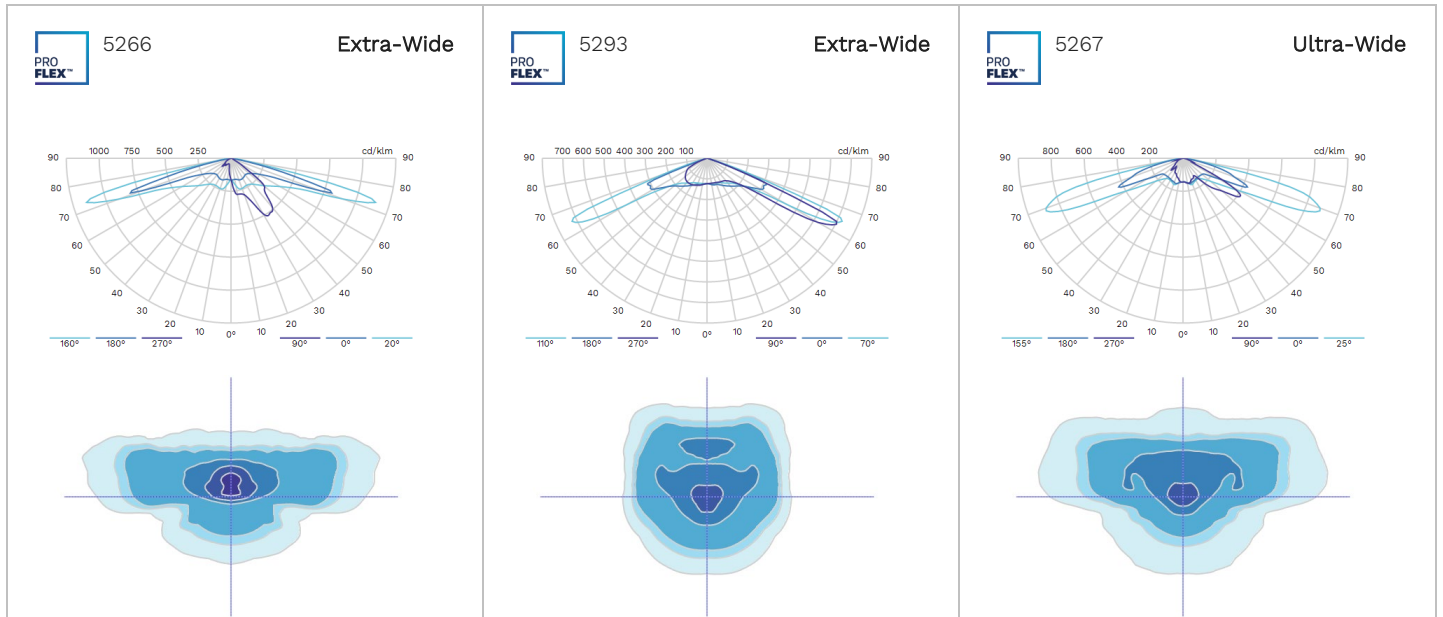 5266 Extra-Wide
PRO
FLEX™
1000 750 500 250 cd/klm
90 90
80 80
70 70
60 60
50 50
40 40
30 30
20 20
10 0° 10
160° 180° 270° 90° 0° 20°
5293 Extra-Wide
PRO
FLEX™
700 600 500 400 300 200 100 cd/klm
90 90
80 80
70 70
60 60
50 50
40 40
30 30
20 20
10 0° 10
110° 180° 270° 90° 0° 70°
5267 Ultra-Wide
PRO
FLEX™
800 600 400 200 cd/klm
90 90
80 80
70 70
60 60
50 50
40 40
30 30
20 20
10 0° 10
155° 180° 270° 90° 0° 25°